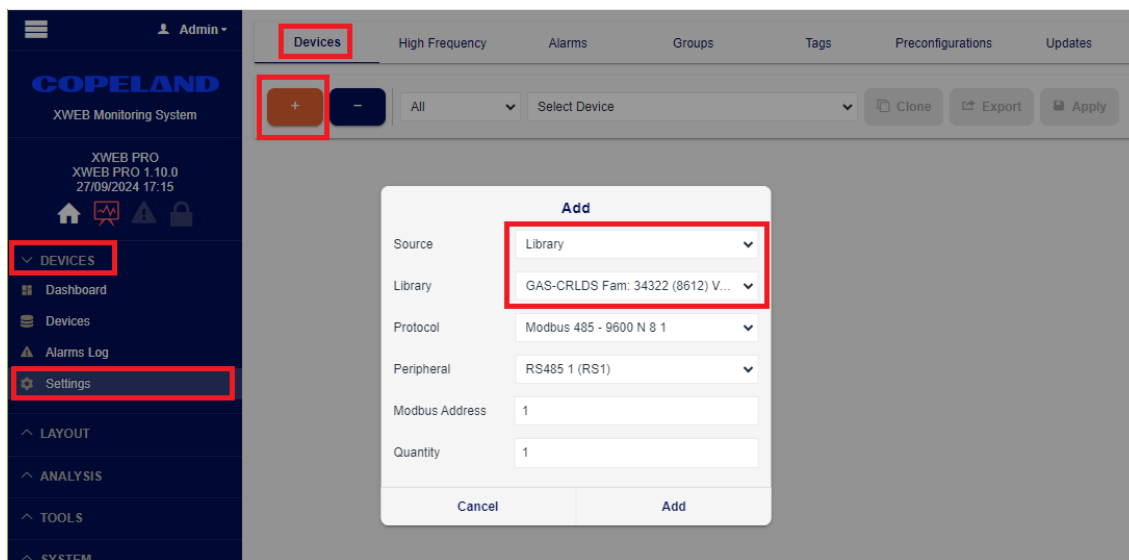 Admin
COPELAND
XWEB Monitoring System
XWEB PRO
XWEB PRO 1.10.0
27/09/2024 17:15
DEVICES
Dashboard
Devices
Alarms Log
Settings
LAYOUT
ANALYSIS
TOOLS
SYSTEM
Devices High Frequency Alarms Groups Tags Preconfigurations Updates
+ - All Select Device Clone Export Apply
Add
Source Library
Library GAS-CRLDS Fam: 34322 (8612) V...
Protocol Modbus 485 - 9600 N 8 1
Peripheral RS485 1 (RS1)
Modbus Address 1
Quantity 1
Cancel Add